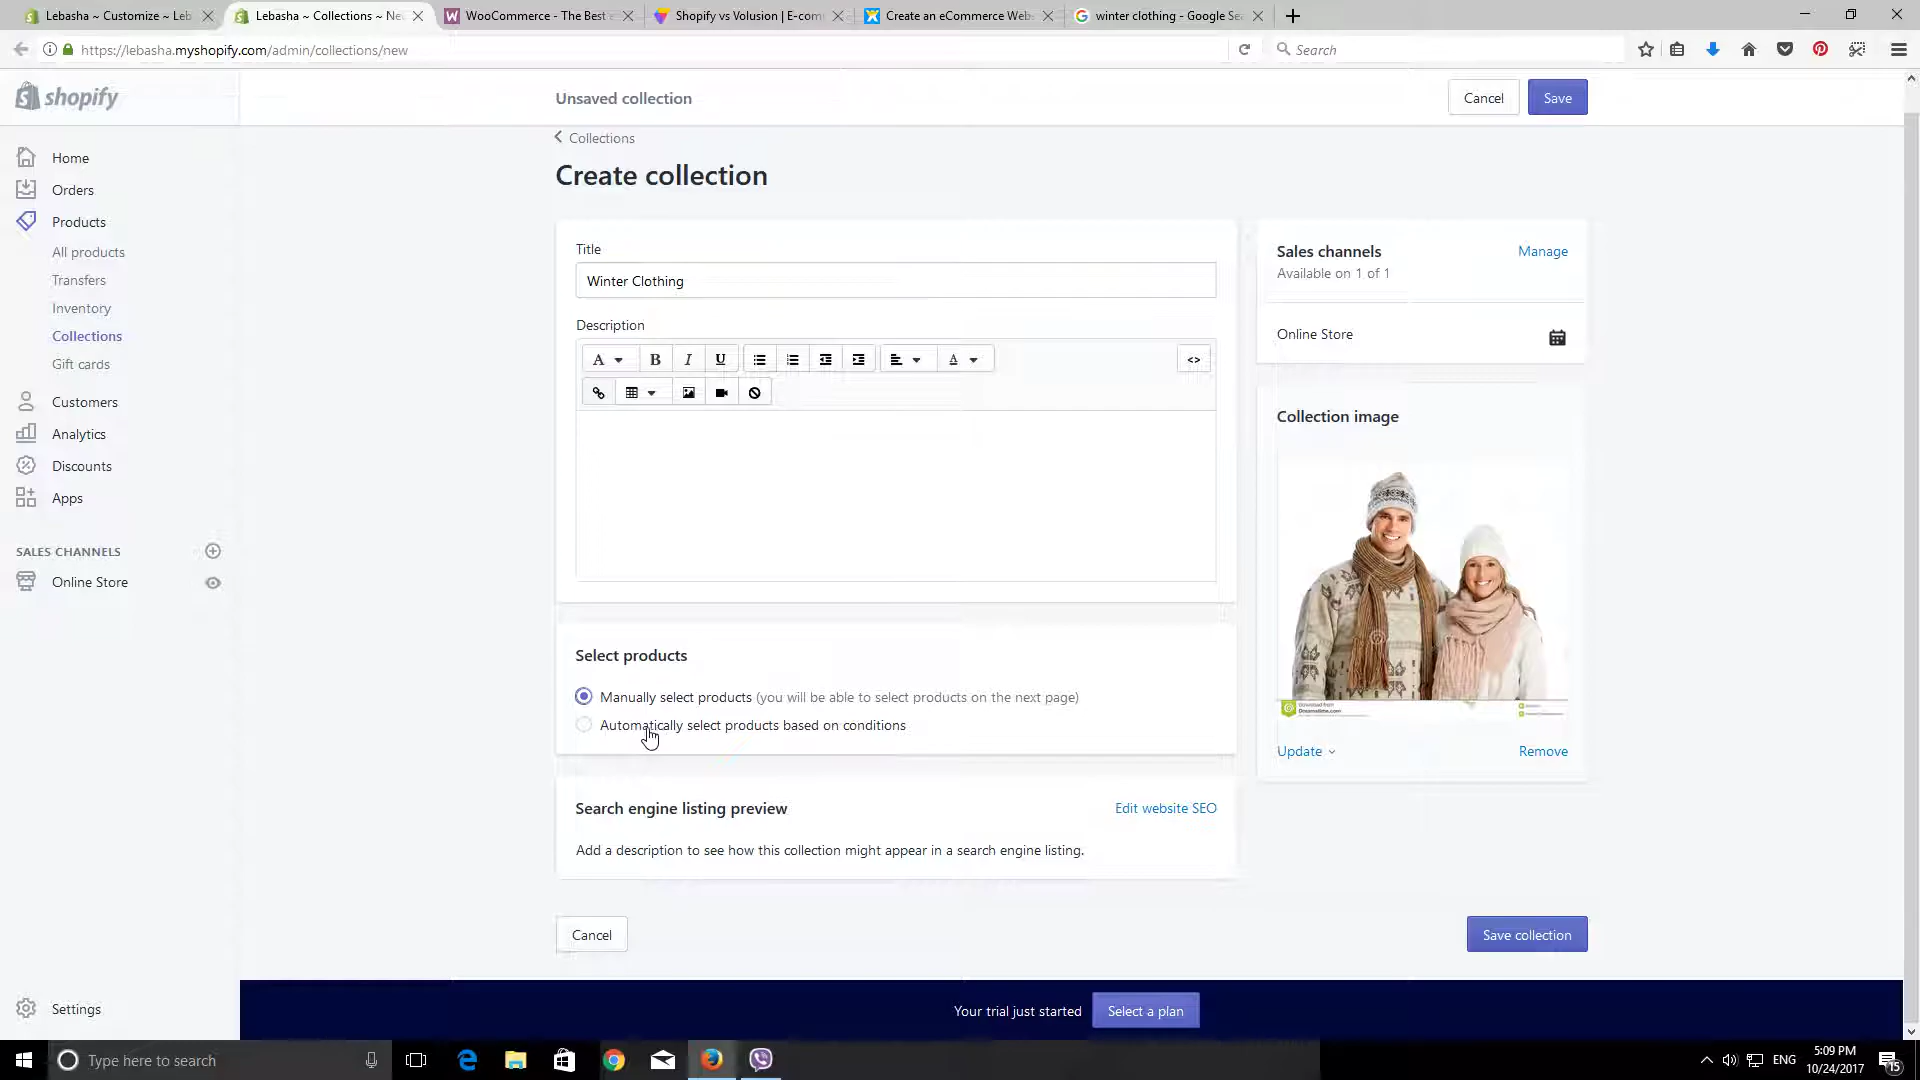 Lebasha ~ Customize ~ Leb
Lebasha ~ Collections ~ Ne
WooCommerce - The Best e
Shopify vs Volusion | E-com
Create an eCommerce Web
winter clothing - Google Se
https://lebasha.myshopify.com/admin/collections/new
Search
shopify
Unsaved collection
Cancel
Save
Collections
Create collection
Home
Orders
Products
All products
Transfers
Inventory
Collections
Gift cards
Customers
Analytics
Discounts
Apps
SALES CHANNELS
Online Store
Settings
Title
Winter Clothing
Description
A
B
I
U
A
<>
Select products
Manually select products (you will be able to select products on the next page)
Automatically select products based on conditions
Search engine listing preview
Edit website SEO
Add a description to see how this collection might appear in a search engine listing.
Sales channels
Manage
Available on 1 of 1
Online Store
Collection image
Update
Remove
Cancel
Save collection
Your trial just started
Select a plan
Type here to search
ENG
5:09 PM
10/24/2017
15